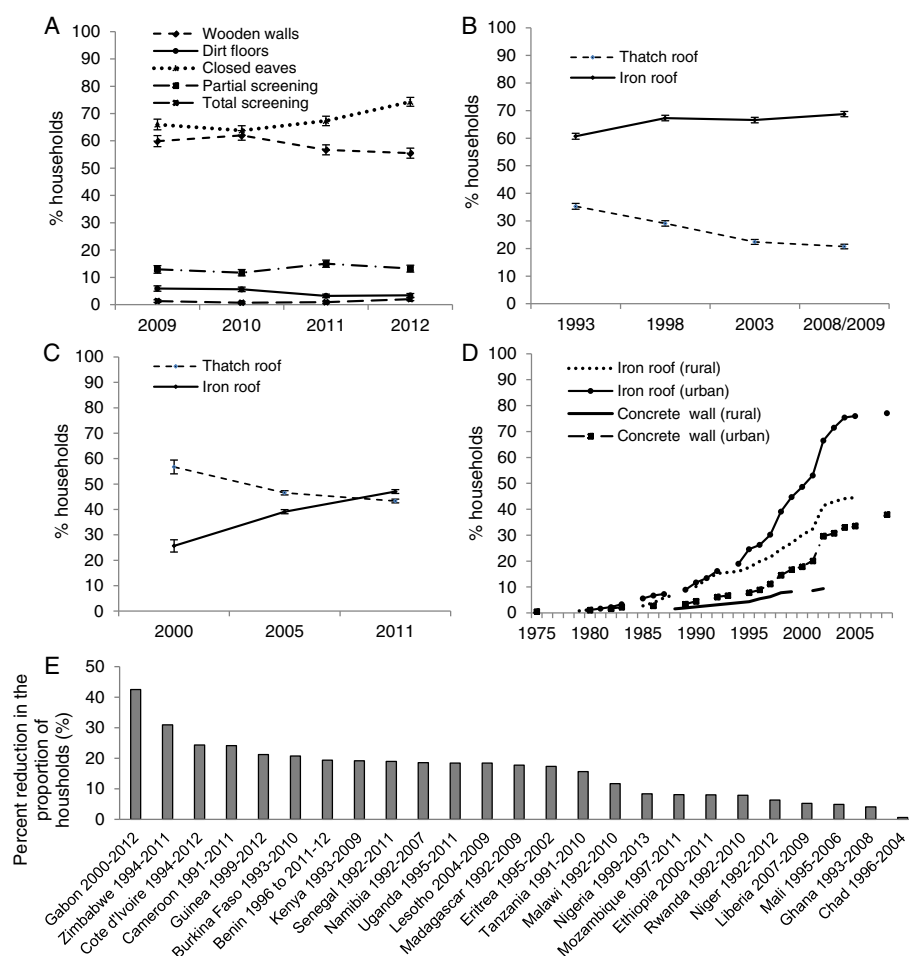 A
% households
100
90
80
70
60
50
40
30
20
10
0
Wooden walls
Dirt floors
Closed eaves
Partial screening
Total screening
2009 2010 2011 2012
B
% households
100
90
80
70
60
50
40
30
20
10
0
Thatch roof
Iron roof
1993 1998 2003 2008/2009
C
% households
100
90
80
70
60
50
40
30
20
10
0
Thatch roof
Iron roof
2000 2005 2011
D
% households
100
90
80
70
60
50
40
30
20
10
0
Iron roof (rural)
Iron roof (urban)
Concrete wall (rural)
Concrete wall (urban)
1975 1980 1985 1990 1995 2000 2005
E
Percent reduction in the
proportion of
housholds (%)
50
40
30
20
10
0
Gabon 2000-2012
Zimbabwe 1994-2011
Cote d'Ivoire 1994-2012
Cameroon 1991-2011
Guinea 1999-2012
Burkina Faso 1993-2010
Benin 1996 to 2011-12
Kenya 1993-2009
Senegal 1992-2011
Namibia 1992-2007
Uganda 1995-2011
Lesotho 2004-2009
Madagascar 1992-2009
Eritrea 1995-2002
Tanzania 1991-2010
Malawi 1992-2010
Nigeria 1999-2013
Mozambique 1997-2011
Ethiopia 2000-2011
Rwanda 1992-2010
Niger 1992-2012
Liberia 2007-2009
Mali 1995-2006
Ghana 1993-2008
Chad 1996-2004